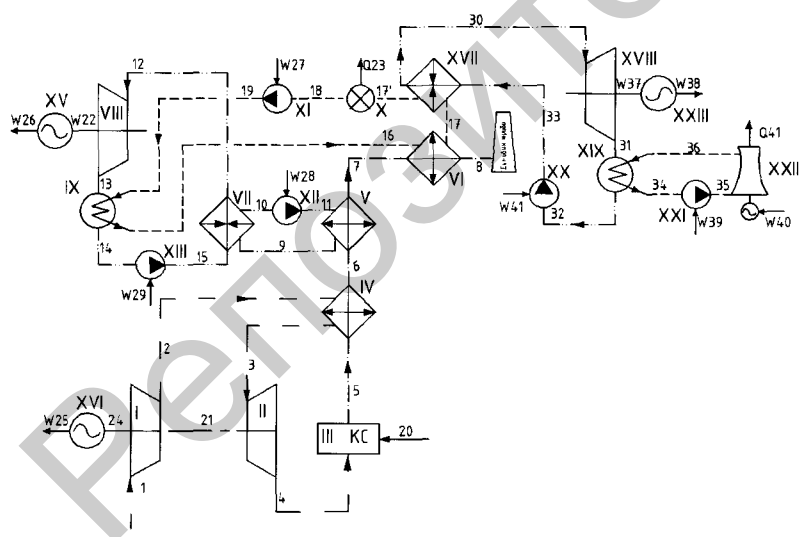 30
12
W27
Q23
XVII
XVIII
XV
VIII
19
18
17'
W37
W38
W26
W22
XI
X
XXIII
33
16
17
13
31
Q41
IX
W28
XIX
36
7
8
XX
VII
XII
V
VI
XXII
10
11
34
35
14
XIII
9
W41
32
XXI
15
W39
W40
W29
6
IV
2
3
5
XVI
I
II
W25
24
21
III КС
20
1
4
Репозито